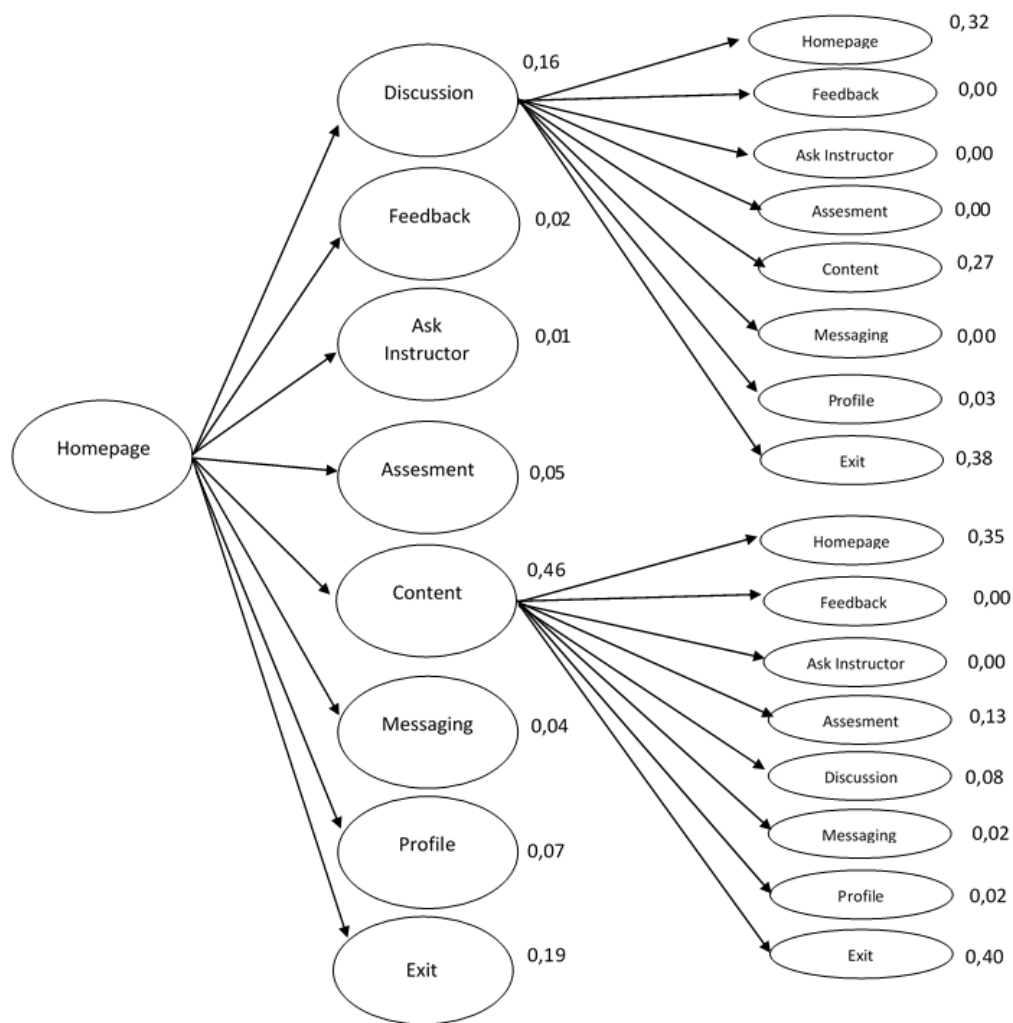 Homepage
Discussion
0,16
Feedback
0,02
Ask
Instructor
0,01
Assesment
0,05
Content
0,46
Messaging
0,04
Profile
0,07
Exit
0,19
Homepage
0,32
Feedback
0,00
Ask Instructor
0,00
Assesment
0,00
Content
0,27
Messaging
0,00
Profile
0,03
Exit
0,38
Homepage
0,35
Feedback
0,00
Ask Instructor
0,00
Assesment
0,13
Discussion
0,08
Messaging
0,02
Profile
0,02
Exit
0,40